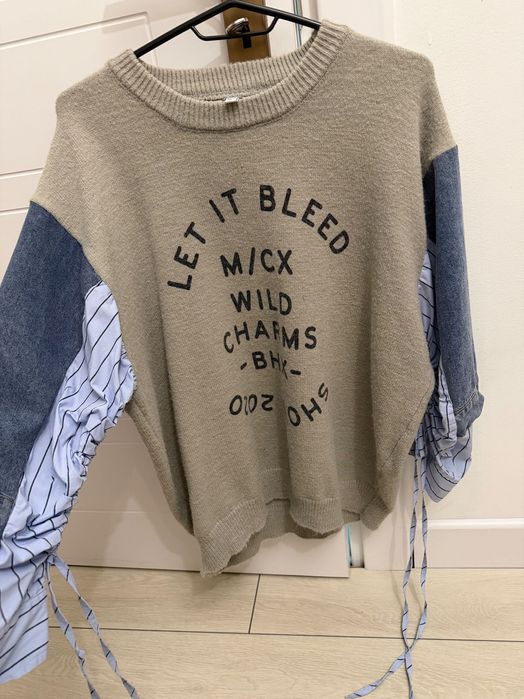 LET IT BLEED
M/CX
WILD
CHARMS
-BHK-
SHO 2020